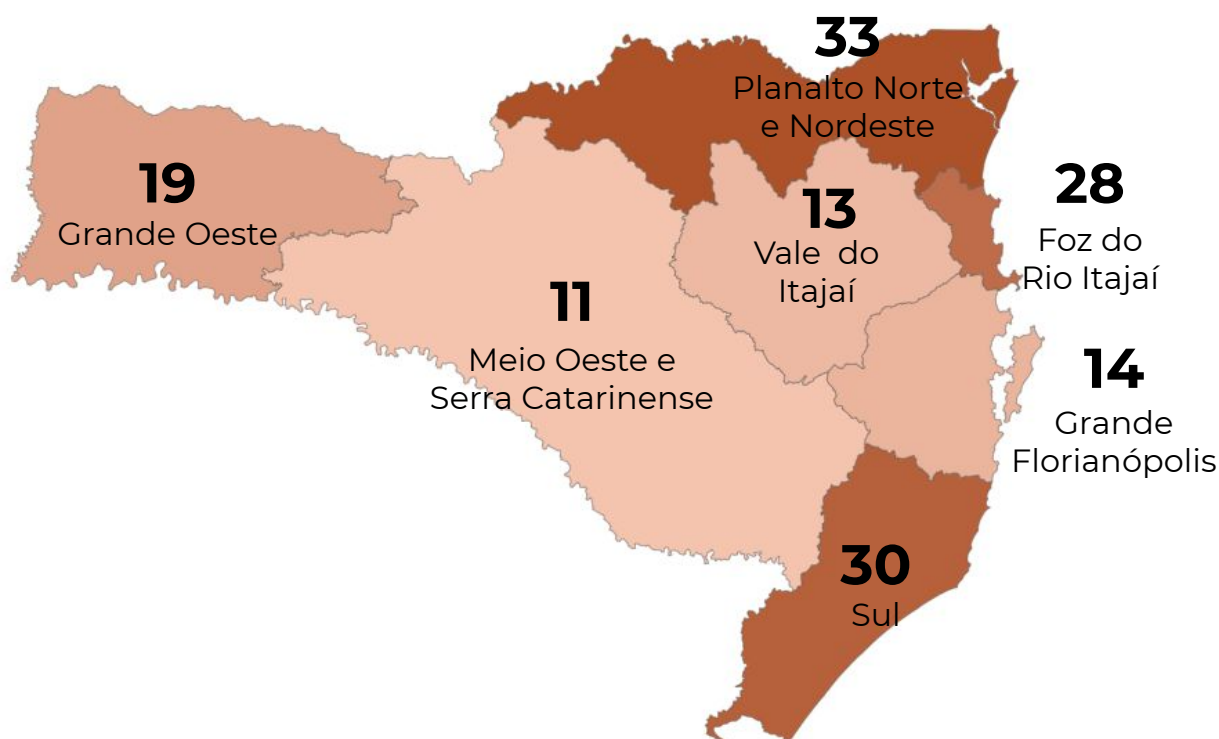 33
Planalto Norte
e Nordeste
19
Grande Oeste
13
Vale do
Itajaí
28
Foz do
Rio Itajaí
11
Meio Oeste e
Serra Catarinense
14
Grande
Florianópolis
30
Sul